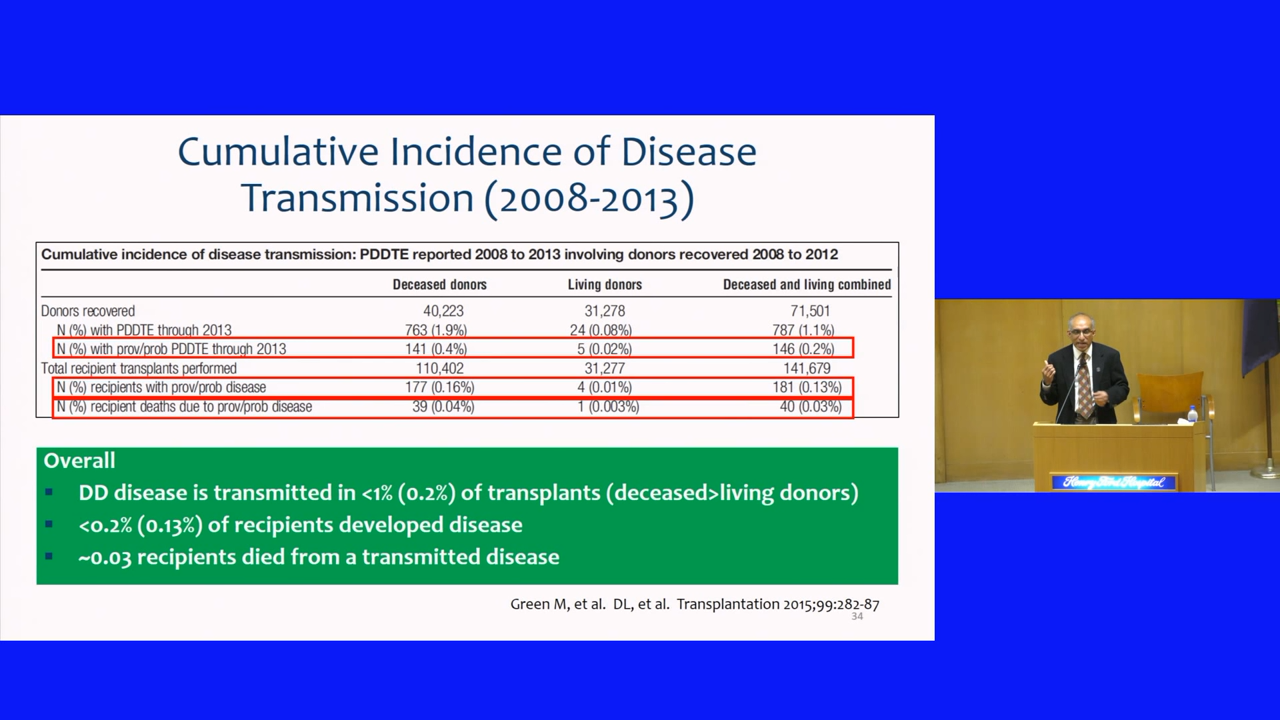 Cumulative Incidence of Disease
Transmission (2008-2013)
Cumulative incidence of disease transmission: PDDTE reported 2008 to 2013 involving donors recovered 2008 to 2012
Deceased donors Living donors Deceased and living combined
Donors recovered 40,223 31,278 71,501
N (%) with PDDTE through 2013 763 (1.9%) 24 (0.08%) 787 (1.1%)
N (%) with prov/prob PDDTE through 2013 141 (0.4%) 5 (0.02%) 146 (0.2%)
Total recipient transplants performed 110,402 31,277 141,679
N (%) recipients with prov/prob disease 177 (0.16%) 4 (0.01%) 181 (0.13%)
N (%) recipient deaths due to prov/prob disease 39 (0.04%) 1 (0.003%) 40 (0.03%)
Overall
▪ DD disease is transmitted in <1% (0.2%) of transplants (deceased>living donors)
▪ <0.2% (0.13%) of recipients developed disease
▪ ~0.03 recipients died from a transmitted disease
Green M, et al. DL, et al. Transplantation 2015;99:282-87
34
Henry Ford Hospital